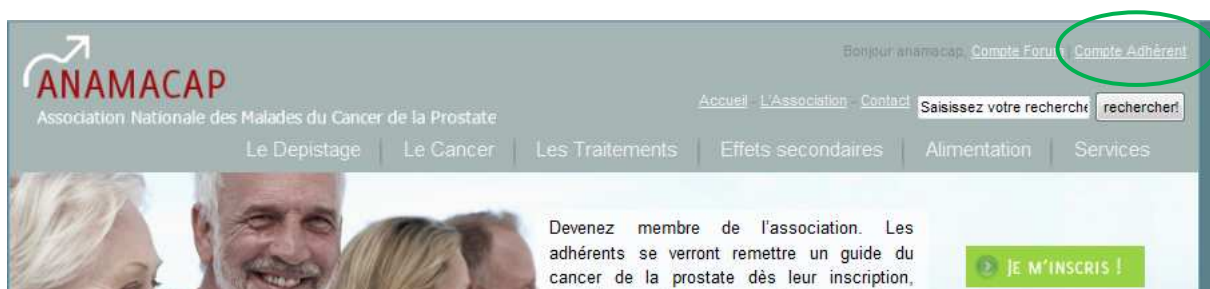 Bonjour anamacap, Compte Forum Compte Adhérent
ANAMACAP
Association Nationale des Malades du Cancer de la Prostate
Accueil - L'Association - Contact
Saisissez votre recherche rechercher!
Le Depistage | Le Cancer | Les Traitements | Effets secondaires | Alimentation | Services
Devenez membre de l'association. Les
adhérents se verront remettre un guide du
cancer de la prostate dès leur inscription,
JE M'INSCRIS !